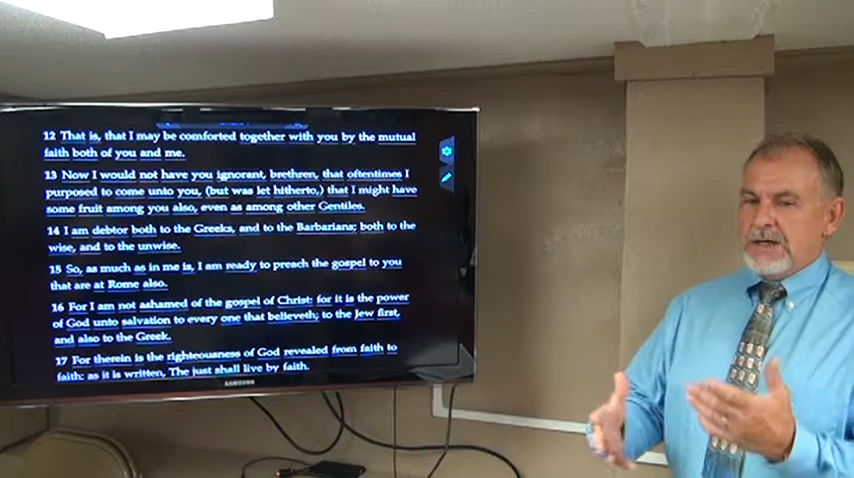 12 That is, that I may be comforted together with you by the mutual
faith both of you and me.
13 Now I would not have you ignorant, brethren, that oftentimes I
purposed to come unto you, (but was let hitherto,) that I might have
some fruit among you also, even as among other Gentiles.
14 I am debtor both to the Greeks, and to the Barbarians; both to the
wise, and to the unwise.
15 So, as much as in me is, I am ready to preach the gospel to you
that are at Rome also.
16 For I am not ashamed of the gospel of Christ: for it is the power
of God unto salvation to every one that believeth; to the Jew first,
and also to the Greek.
17 For therein is the righteousness of God revealed from faith to
faith: as it is written, The just shall live by faith.
SAMSUNG